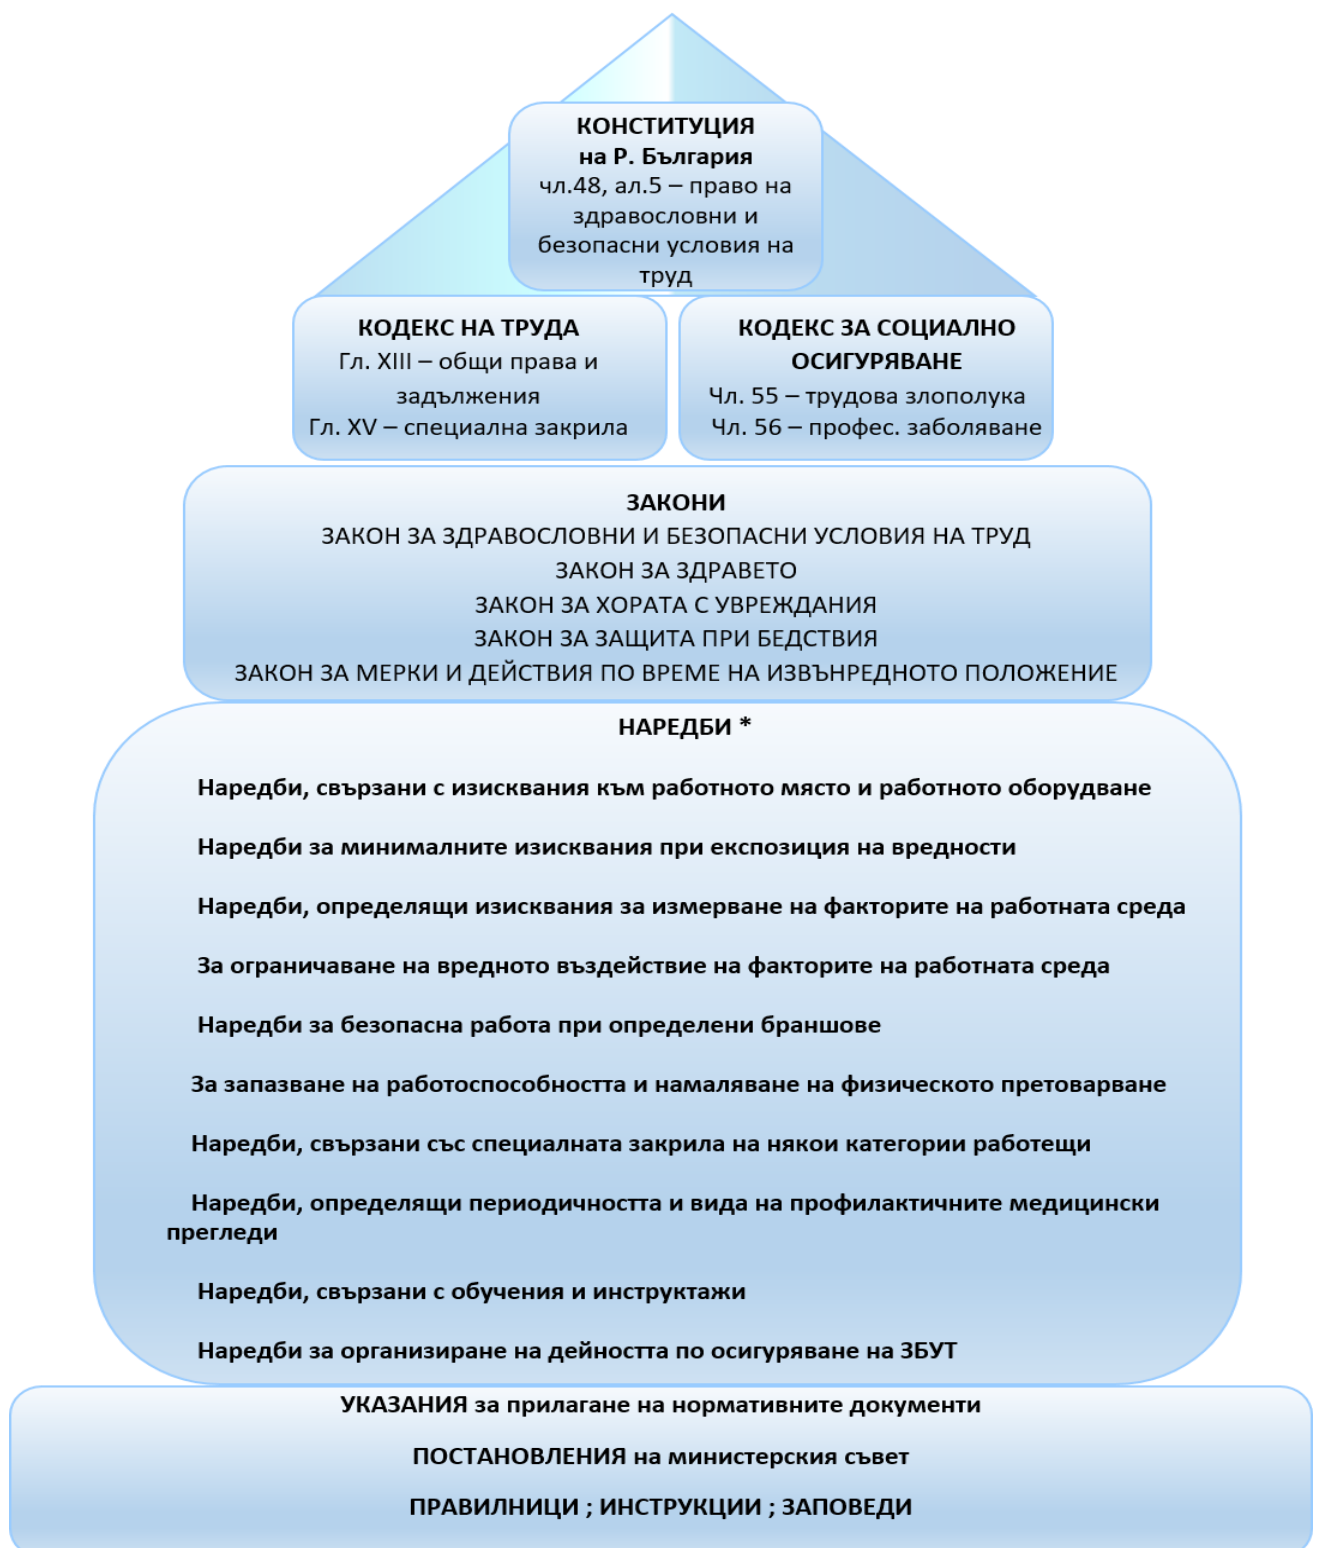 КОНСТИТУЦИЯ
на Р. България
чл.48, ал.5 – право на
здравословни и
безопасни условия на
труд
КОДЕКС НА ТРУДА
Гл. XIII – общи права и
задължения
Гл. XV – специална закрила
КОДЕКС ЗА СОЦИАЛНО
ОСИГУРЯВАНЕ
Чл. 55 – трудова злополука
Чл. 56 – профес. заболяване
ЗАКОНИ
ЗАКОН ЗА ЗДРАВОСЛОВНИ И БЕЗОПАСНИ УСЛОВИЯ НА ТРУД
ЗАКОН ЗА ЗДРАВЕТО
ЗАКОН ЗА ХОРАТА С УВРЕЖДАНИЯ
ЗАКОН ЗА ЗАЩИТА ПРИ БЕДСТВИЯ
ЗАКОН ЗА МЕРКИ И ДЕЙСТВИЯ ПО ВРЕМЕ НА ИЗВЪНРЕДНОТО ПОЛОЖЕНИЕ
НАРЕДБИ *
Наредби, свързани с изисквания към работното място и работното оборудване
Наредби за минималните изисквания при експозиция на вредности
Наредби, определящи изисквания за измерване на факторите на работната среда
За ограничаване на вредното въздействие на факторите на работната среда
Наредби за безопасна работа при определени браншове
За запазване на работоспособността и намаляване на физическото претоварване
Наредби, свързани със специалната закрила на някои категории работещи
Наредби, определящи периодичността и вида на профилактичните медицински
прегледи
Наредби, свързани с обучения и инструктажи
Наредби за организиране на дейността по осигуряване на ЗБУТ
УКАЗАНИЯ за прилагане на нормативните документи
ПОСТАНОВЛЕНИЯ на министерския съвет
ПРАВИЛНИЦИ ; ИНСТРУКЦИИ ; ЗАПОВЕДИ